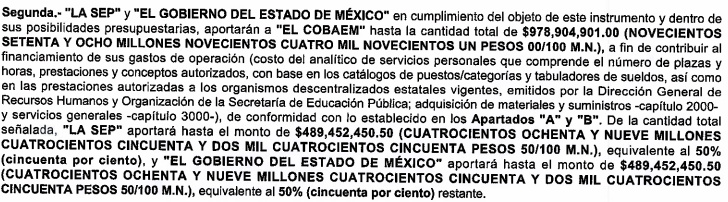 Segunda.- "LA SEP" y "EL GOBIERNO DEL ESTADO DE MÉXICO" en cumplimiento del objeto de este instrumento y dentro de
sus posibilidades presupuestarias, aportarán a "EL COBAEM" hasta la cantidad total de $978,904,901.00 (NOVECIENTOS
SETENTA Y OCHO MILLONES NOVECIENTOS CUATRO MIL NOVECIENTOS UN PESOS 00/100 M.N.), a fin de contribuir al
financiamiento de sus gastos de operación (costo del analítico de servicios personales que comprende el número de plazas y
horas, prestaciones y conceptos autorizados, con base en los catálogos de puestos/categorías y tabuladores de sueldos, así como
en las prestaciones autorizadas a los organismos descentralizados estatales vigentes, emitidos por la Dirección General de
Recursos Humanos y Organización de la Secretaría de Educación Pública; adquisición de materiales y suministros -capítulo 2000-
y servicios generales -capítulo 3000-), de conformidad con lo establecido en los Apartados "A" y "B". De la cantidad total
señalada, "LA SEP" aportará hasta el monto de $489,452,450.50 (CUATROCIENTOS OCHENTA Y NUEVE MILLONES
CUATROCIENTOS CINCUENTA Y DOS MIL CUATROCIENTOS CINCUENTA PESOS 50/100 M.N.), equivalente al 50%
(cincuenta por ciento), y "EL GOBIERNO DEL ESTADO DE MÉXICO" aportará hasta el monto de $489,452,450.50
(CUATROCIENTOS OCHENTA Y NUEVE MILLONES CUATROCIENTOS CINCUENTA Y DOS MIL CUATROCIENTOS
CINCUENTA PESOS 50/100 M.N.), equivalente al 50% (cincuenta por ciento) restante.